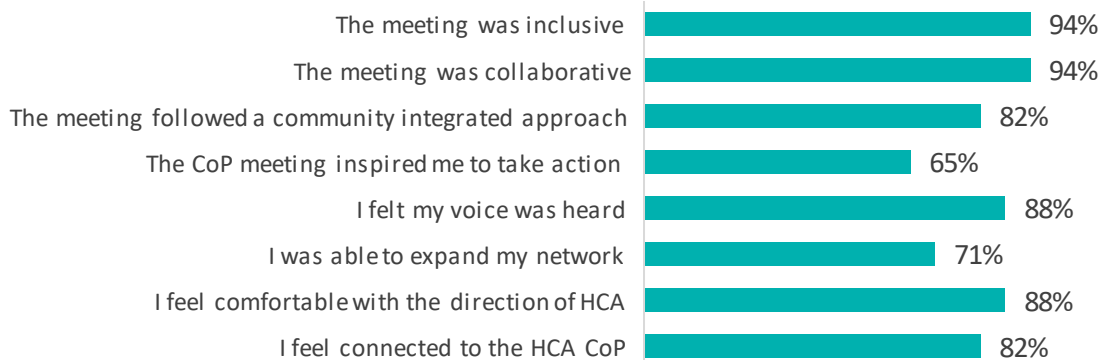 The meeting was inclusive 94%
The meeting was collaborative 94%
The meeting followed a community integrated approach 82%
The CoP meeting inspired me to take action 65%
I felt my voice was heard 88%
I was able to expand my network 71%
I feel comfortable with the direction of HCA 88%
I feel connected to the HCA CoP 82%